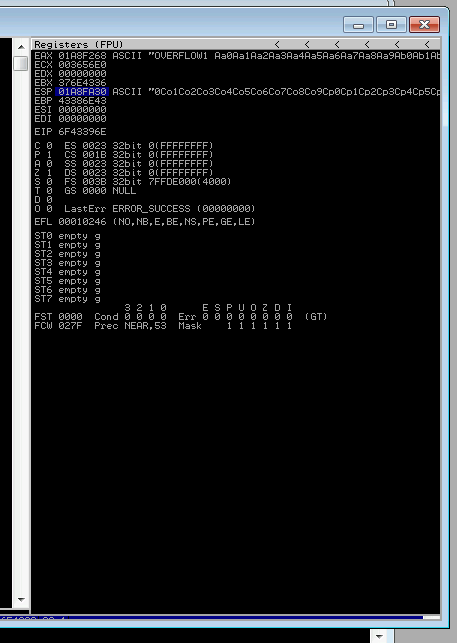 Registers (FPU) < < < < < <
EAX 01A8F268 ASCII "OVERFLOW1 Aa0Aa1Aa2Aa3Aa4Aa5Aa6Aa7Aa8Aa9Ab0Ab1Ab
ECX 003656E0
EDX 00000000
EBX 376E4336
ESP 01A8FA30 ASCII "0Co1Co2Co3Co4Co5Co6Co7Co8Co9Cp0Cp1Cp2Cp3Cp4Cp5Cp
EBP 43386E43
ESI 00000000
EDI 00000000
EIP 6F43396E
C 0 ES 0023 32bit 0(FFFFFFFF)
P 1 CS 001B 32bit 0(FFFFFFFF)
A 0 SS 0023 32bit 0(FFFFFFFF)
Z 1 DS 0023 32bit 0(FFFFFFFF)
S 0 FS 003B 32bit 7FFDE000(4000)
T 0 GS 0000 NULL
D 0
O 0 LastErr ERROR_SUCCESS (00000000)
EFL 00010246 (NO,NB,E,BE,NS,PE,GE,LE)
ST0 empty g
ST1 empty g
ST2 empty g
ST3 empty g
ST4 empty g
ST5 empty g
ST6 empty g
ST7 empty g
3 2 1 0 E S P U O Z D I
FST 0000 Cond 0 0 0 0 Err 0 0 0 0 0 0 0 0 (GT)
FCW 027F Prec NEAR,53 Mask 1 1 1 1 1 1